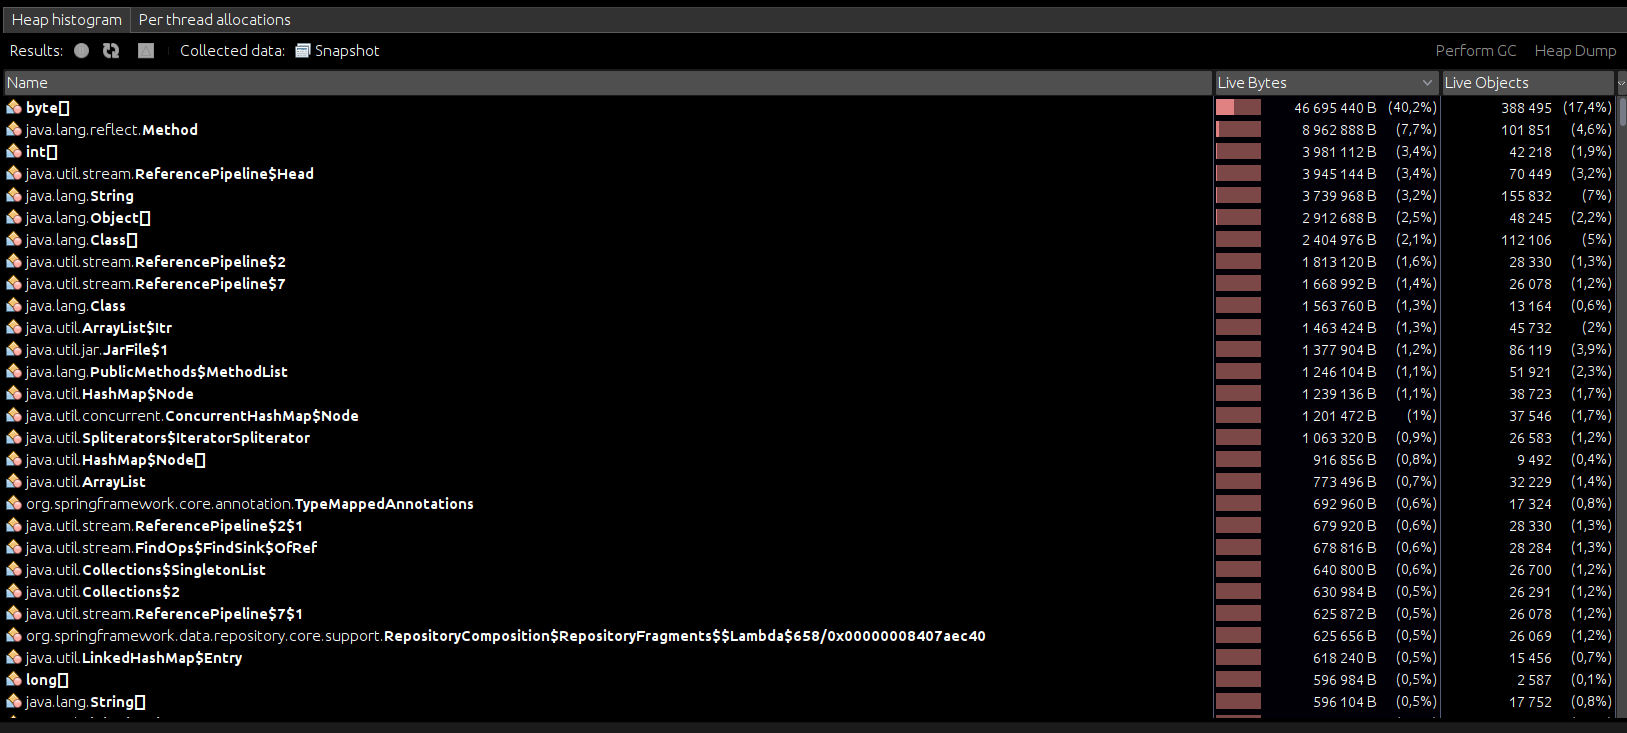 Heap histogram Per thread allocations
Results: Collected data: Snapshot Perform GC Heap Dump
Name Live Bytes Live Objects
byte[] 46 695 440 B (40,2%) 388 495 (17,4%)
java.lang.reflect.Method 8 962 888 B (7,7%) 101 851 (4,6%)
int[] 3 981 112 B (3,4%) 42 218 (1,9%)
java.util.stream.ReferencePipeline$Head 3 945 144 B (3,4%) 70 449 (3,2%)
java.lang.String 3 739 968 B (3,2%) 155 832 (7%)
java.lang.Object[] 2 912 688 B (2,5%) 48 245 (2,2%)
java.lang.Class[] 2 404 976 B (2,1%) 112 106 (5%)
java.util.stream.ReferencePipeline$2 1 813 120 B (1,6%) 28 330 (1,3%)
java.util.stream.ReferencePipeline$7 1 668 992 B (1,4%) 26 078 (1,2%)
java.lang.Class 1 563 760 B (1,3%) 13 164 (0,6%)
java.util.ArrayList$Itr 1 463 424 B (1,3%) 45 732 (2%)
java.util.jar.JarFile$1 1 377 904 B (1,2%) 86 119 (3,9%)
java.lang.PublicMethods$MethodList 1 246 104 B (1,1%) 51 921 (2,3%)
java.util.HashMap$Node 1 239 136 B (1,1%) 38 723 (1,7%)
java.util.concurrent.ConcurrentHashMap$Node 1 201 472 B (1%) 37 546 (1,7%)
java.util.Spliterators$IteratorSpliterator 1 063 320 B (0,9%) 26 583 (1,2%)
java.util.HashMap$Node[] 916 856 B (0,8%) 9 492 (0,4%)
java.util.ArrayList 773 496 B (0,7%) 32 229 (1,4%)
org.springframework.core.annotation.TypeMappedAnnotations 692 960 B (0,6%) 17 324 (0,8%)
java.util.stream.ReferencePipeline$2$1 679 920 B (0,6%) 28 330 (1,3%)
java.util.stream.FindOps$FindSink$OfRef 678 816 B (0,6%) 28 284 (1,3%)
java.util.Collections$SingletonList 640 800 B (0,6%) 26 700 (1,2%)
java.util.Collections$2 630 984 B (0,5%) 26 291 (1,2%)
java.util.stream.ReferencePipeline$7$1 625 872 B (0,5%) 26 078 (1,2%)
org.springframework.data.repository.core.support.RepositoryComposition$RepositoryFragments$$Lambda$658/0x00000008407aec40 625 656 B (0,5%) 26 069 (1,2%)
java.util.LinkedHashMap$Entry 618 240 B (0,5%) 15 456 (0,7%)
long[] 596 984 B (0,5%) 2 587 (0,1%)
java.lang.String[] 596 104 B (0,5%) 17 752 (0,8%)